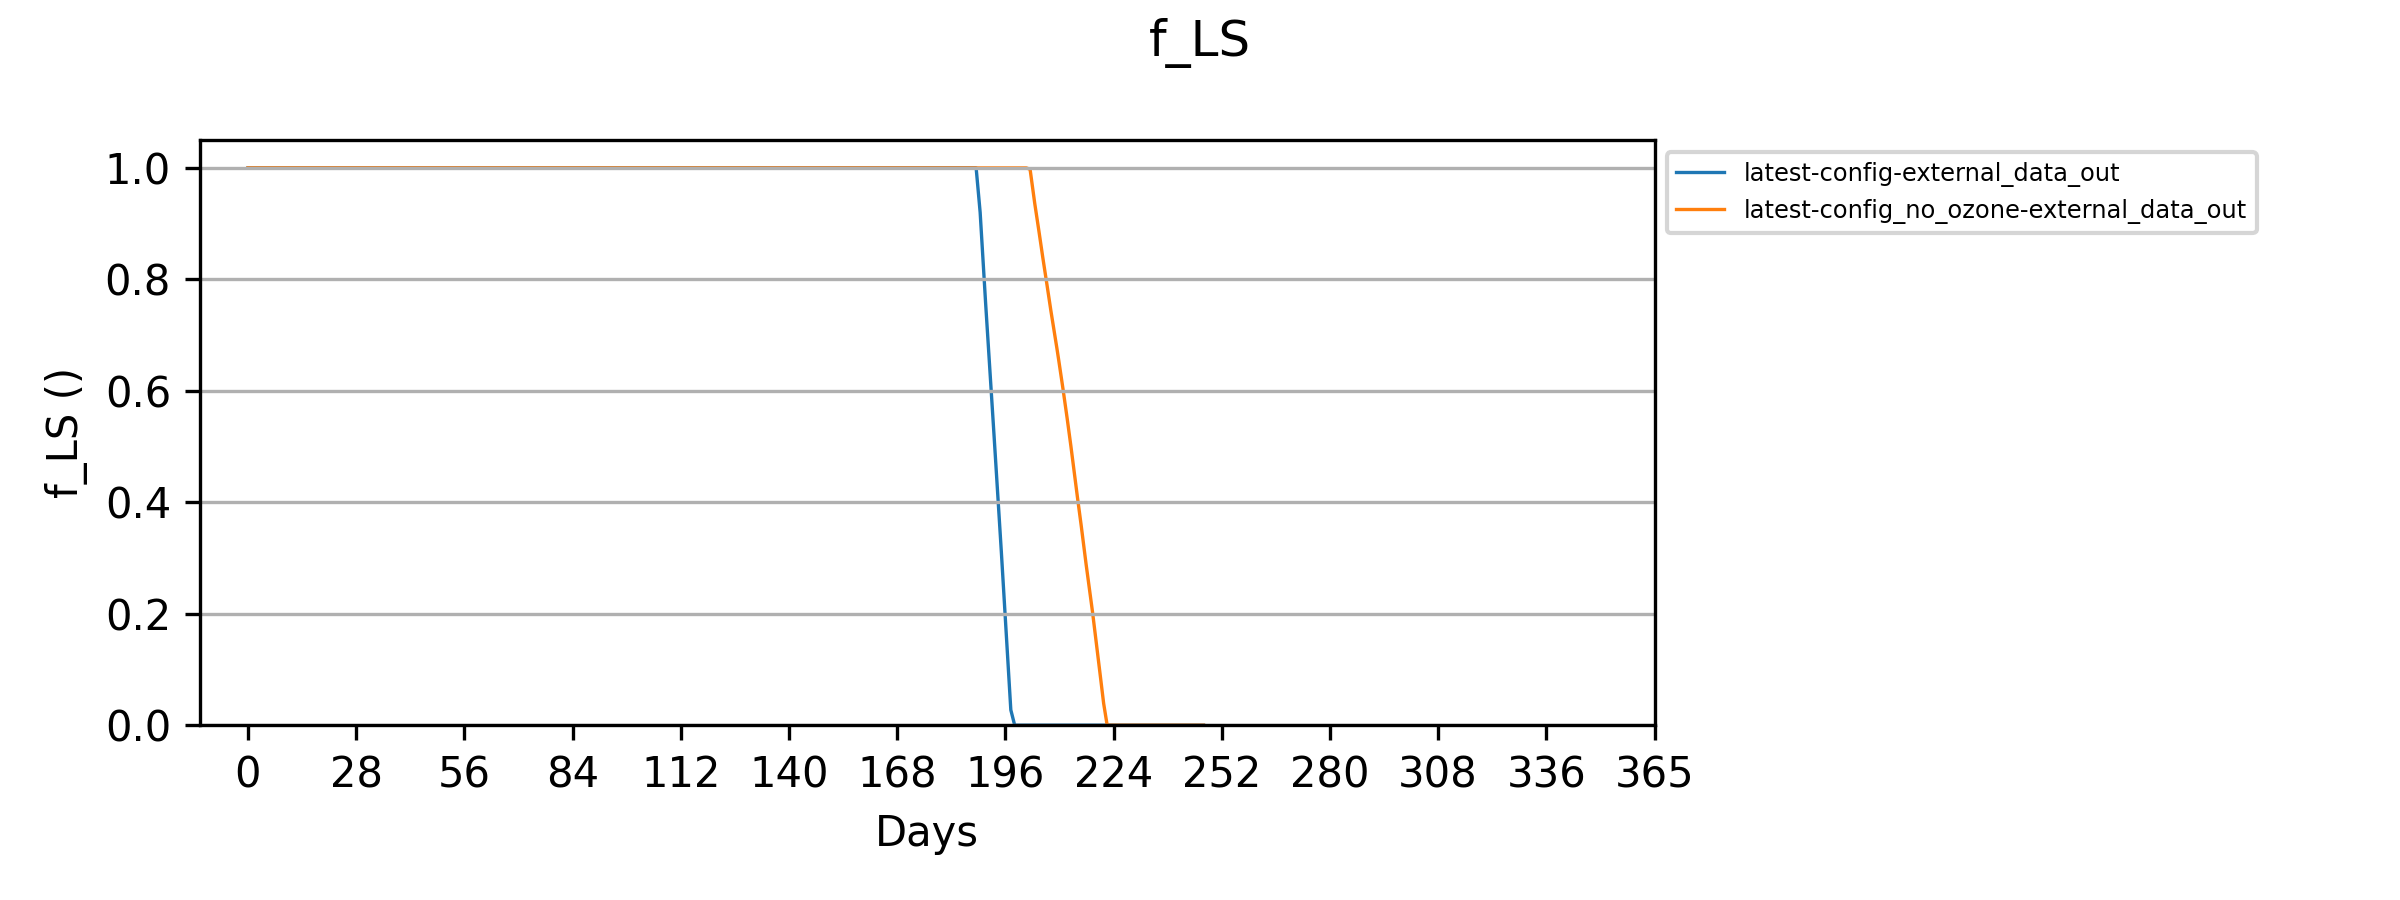 f_LS
latest-config-external_data_out
latest-config_no_ozone-external_data_out
f_LS ()
1.0
0.8
0.6
0.4
0.2
0.0
0 28 56 84 112 140 168 196 224 252 280 308 336 365
Days